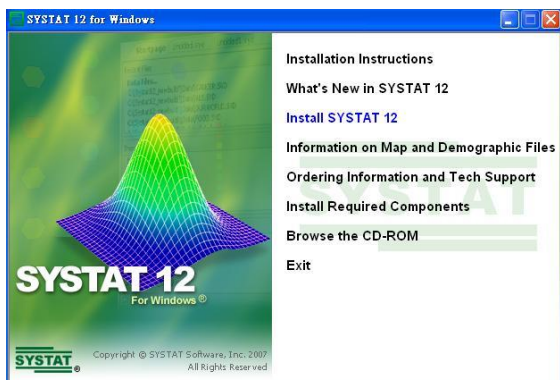 SYSTAT 12 for Windows
Installation Instructions
What's New in SYSTAT 12
Install SYSTAT 12
Information on Map and Demographic Files
Ordering Information and Tech Support
Install Required Components
Browse the CD-ROM
Exit
SYSTAT
SYSTAT 12
For Windows ®
SYSTAT ®
Copyright © SYSTAT Software, Inc. 2007
All Rights Reserved